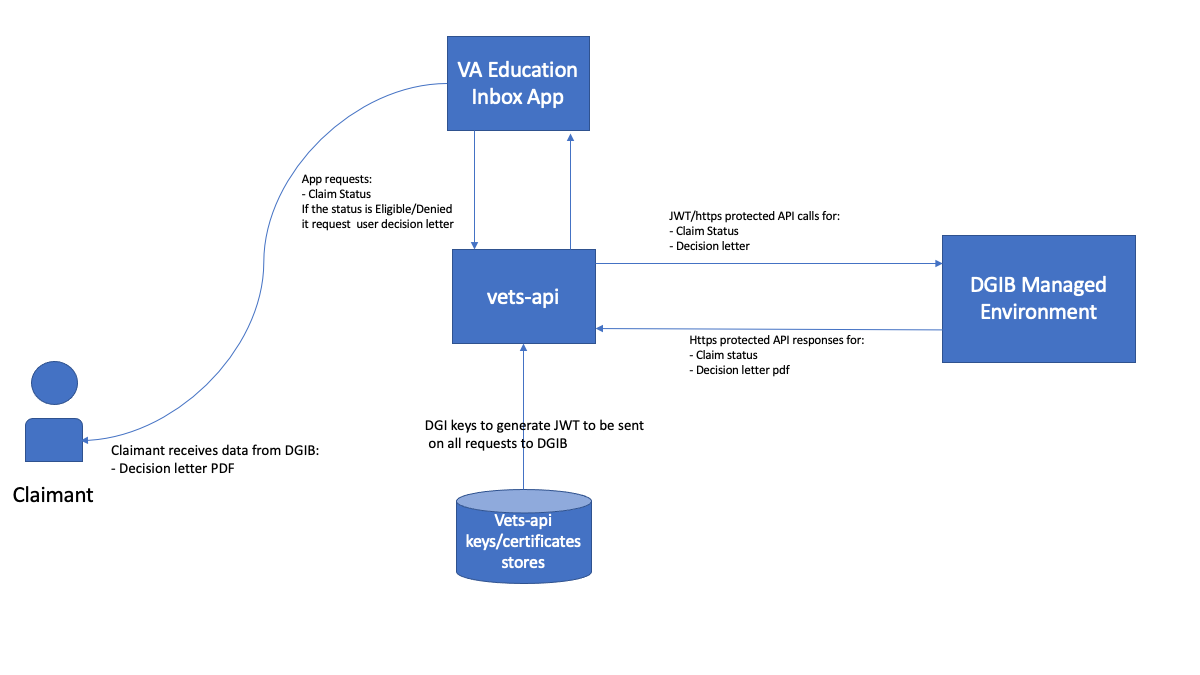 VA Education
Inbox App
App requests:
- Claim Status
If the status is Eligible/Denied
it request  user decision letter
JWT/https protected API calls for:
- Claim Status
- Decision letter
vets-api
DGIB Managed
Environment
Https protected API responses for:
- Claim status
- Decision letter pdf
DGI keys to generate JWT to be sent
on all requests to DGIB
Claimant receives data from DGIB:
- Decision letter PDF
Claimant
Vets-api
keys/certificates
stores